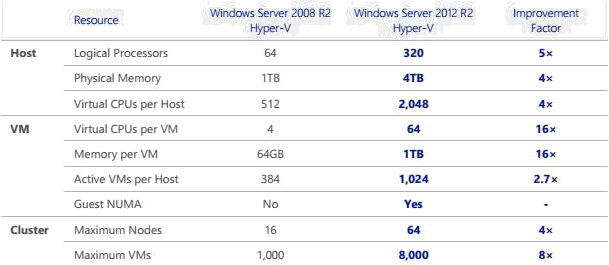 Resource Windows Server 2008 R2 Hyper-V Windows Server 2012 R2 Hyper-V Improvement Factor
Host Logical Processors 64 320 5×
Physical Memory 1TB 4TB 4×
Virtual CPUs per Host 512 2,048 4×
VM Virtual CPUs per VM 4 64 16×
Memory per VM 64GB 1TB 16×
Active VMs per Host 384 1,024 2.7×
Guest NUMA No Yes -
Cluster Maximum Nodes 16 64 4×
Maximum VMs 1,000 8,000 8×